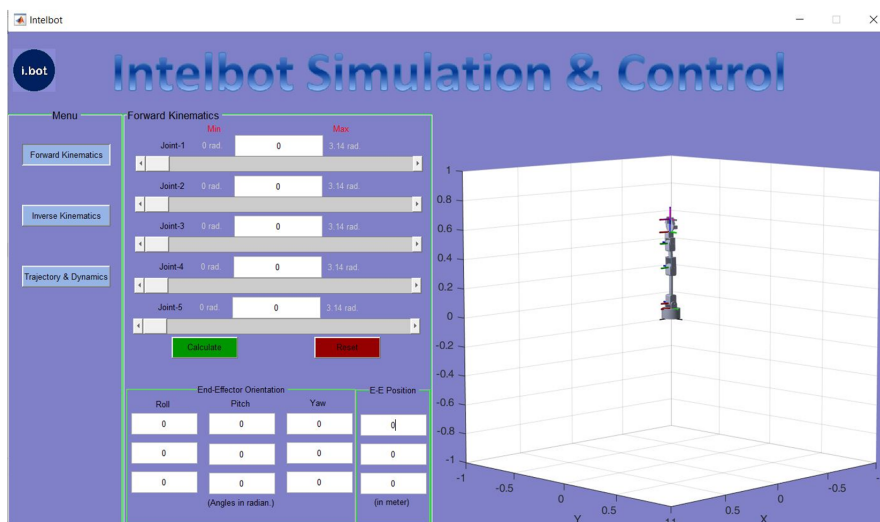 Intelbot
i.bot
Intelbot Simulation & Control
Menu
Forward Kinematics
Inverse Kinematics
Trajectory & Dynamics
Forward Kinematics
Min Max
Joint-1 0 rad. 0 3.14 rad.
Joint-2 0 rad. 0 3.14 rad.
Joint-3 0 rad. 0 3.14 rad.
Joint-4 0 rad. 0 3.14 rad.
Joint-5 0 rad. 0 3.14 rad.
Calculate Reset
End-Effector Orientation E-E Position
Roll Pitch Yaw
0 0 0 0
0 0 0 0
0 0 0 0
(Angles in radian.) (in meter)
1
0.8
0.6
0.4
0.2
0
-0.2
-0.4
-0.6
-0.8
-1
-1 -0.5 0 0.5 1
Y
1 0.5 0 -0.5
X